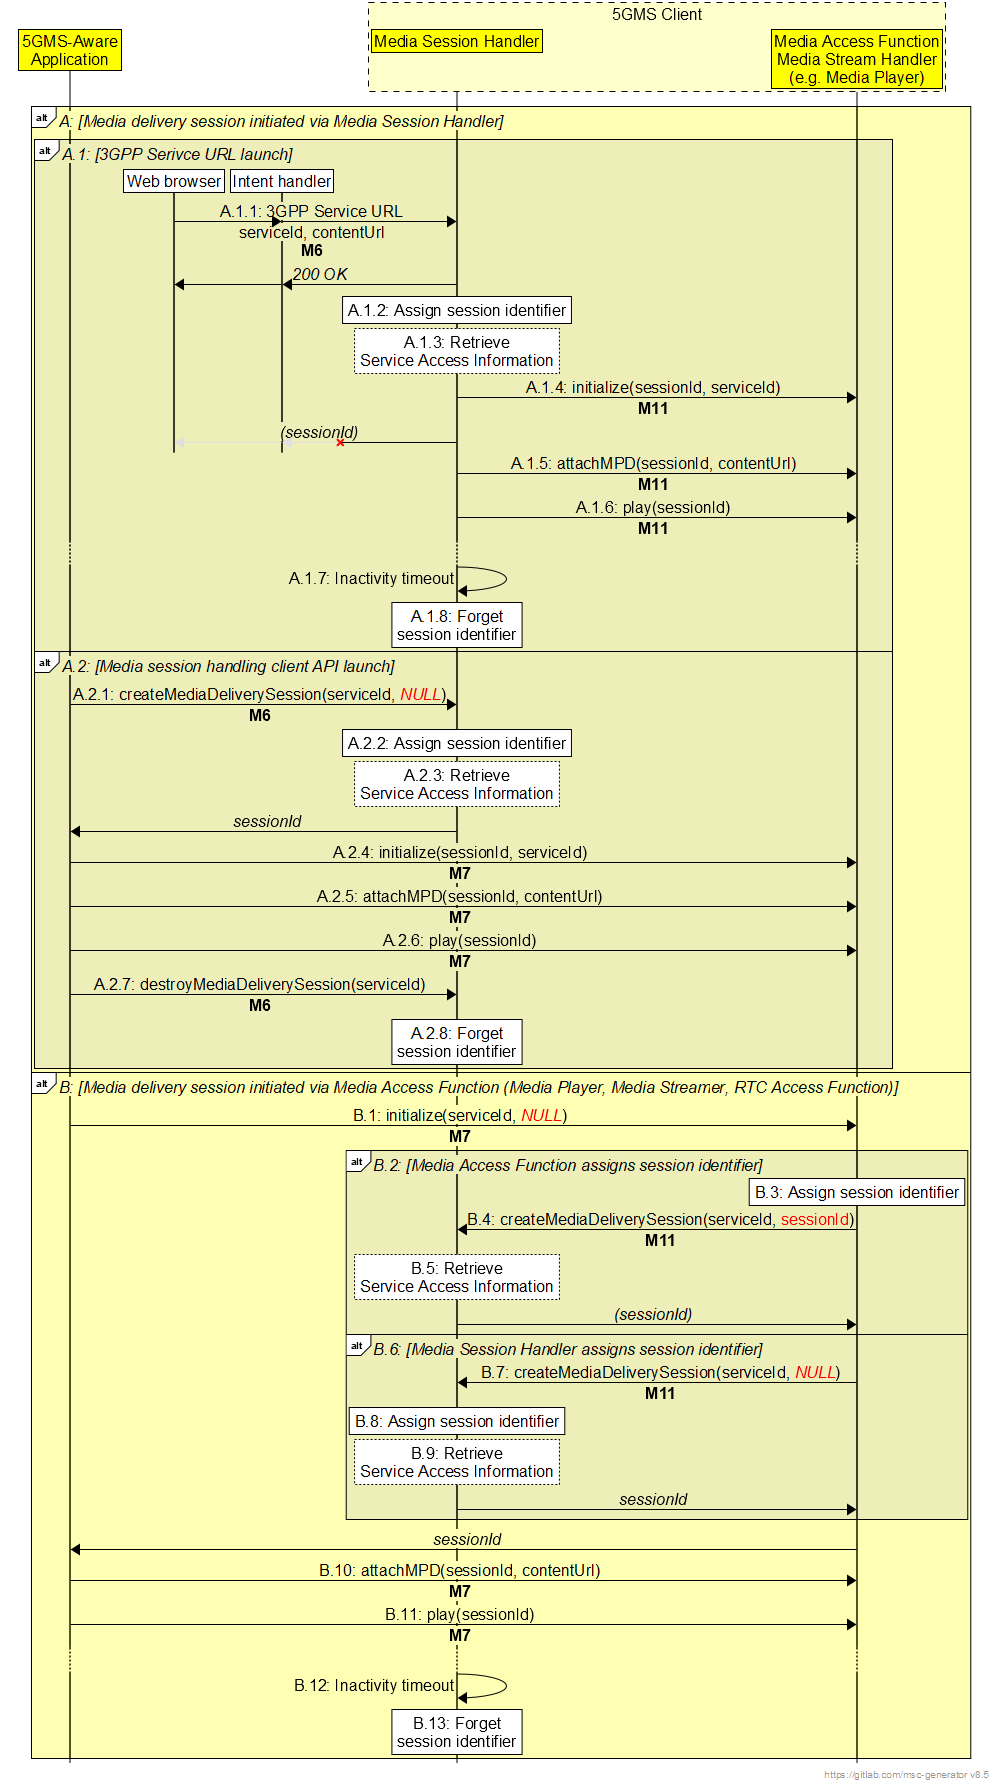 5GMS Client
5GMS-Aware
Application
Media Session Handler
Media Access Function
Media Stream Handler
(e.g. Media Player)
alt
A: [Media delivery session initiated via Media Session Handler]
alt
A.1: [3GPP Serivce URL launch]
Web browser
Intent handler
A.1.1: 3GPP Service URL
serviceId, contentUrl
M6
200 OK
A.1.2: Assign session identifier
A.1.3: Retrieve
Service Access Information
A.1.4: initialize(sessionId, serviceId)
M11
(sessionId)
A.1.5: attachMPD(sessionId, contentUrl)
M11
A.1.6: play(sessionId)
M11
A.1.7: Inactivity timeout
A.1.8: Forget
session identifier
alt
A.2: [Media session handling client API launch]
A.2.1: createMediaDeliverySession(serviceId, NULL)
M6
A.2.2: Assign session identifier
A.2.3: Retrieve
Service Access Information
sessionId
A.2.4: initialize(sessionId, serviceId)
M7
A.2.5: attachMPD(sessionId, contentUrl)
M7
A.2.6: play(sessionId)
M7
A.2.7: destroyMediaDeliverySession(serviceId)
M6
A.2.8: Forget
session identifier
alt
B: [Media delivery session initiated via Media Access Function (Media Player, Media Streamer, RTC Access Function)]
B.1: initialize(serviceId, NULL)
M7
alt
B.2: [Media Access Function assigns session identifier]
B.3: Assign session identifier
B.4: createMediaDeliverySession(serviceId, sessionId)
M11
B.5: Retrieve
Service Access Information
(sessionId)
alt
B.6: [Media Session Handler assigns session identifier]
B.7: createMediaDeliverySession(serviceId, NULL)
M11
B.8: Assign session identifier
B.9: Retrieve
Service Access Information
sessionId
sessionId
B.10: attachMPD(sessionId, contentUrl)
M7
B.11: play(sessionId)
M7
B.12: Inactivity timeout
B.13: Forget
session identifier
https://gitlab.com/msc-generator v8.5